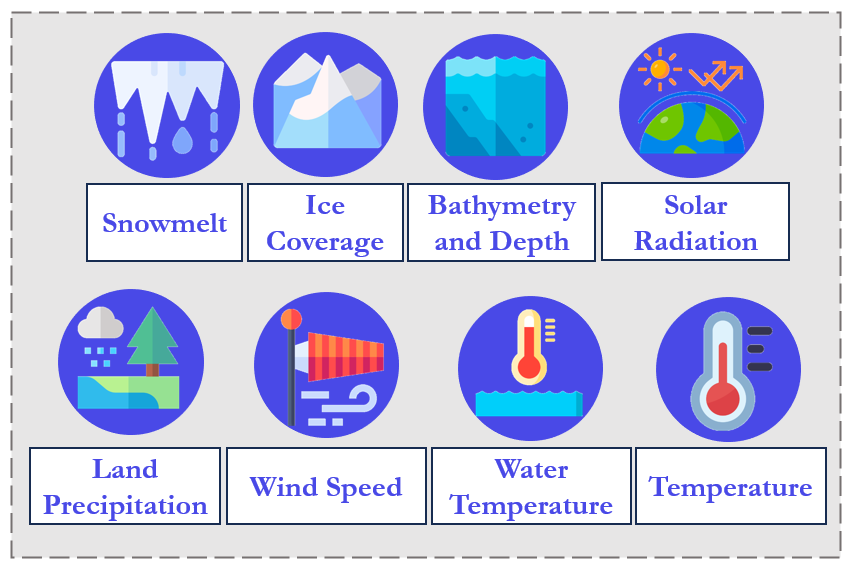 Snowmelt
Ice
Coverage
Bathymetry
and Depth
Solar
Radiation
Land
Precipitation
Wind Speed
Water
Temperature
Temperature